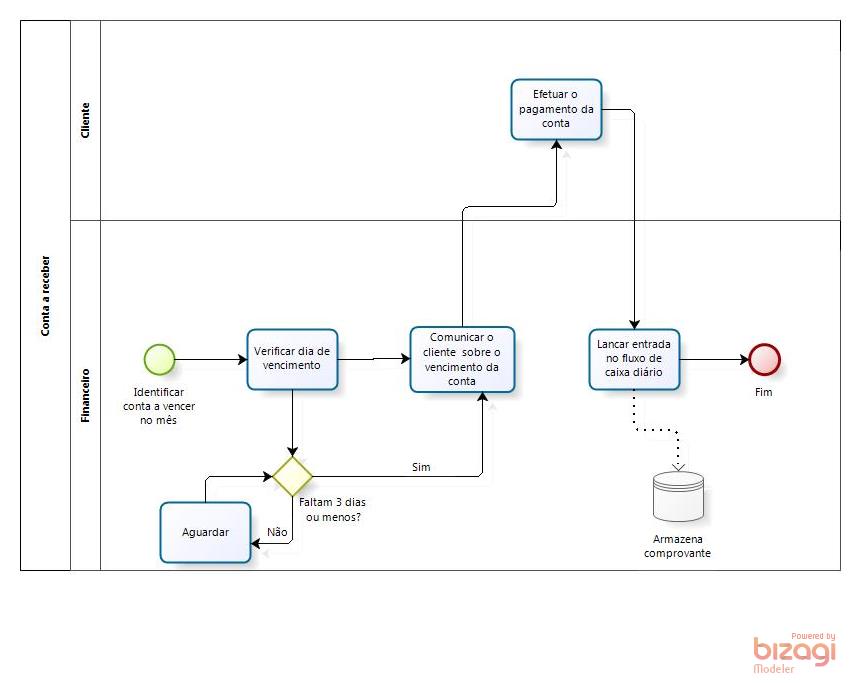 Conta a receber
Cliente
Efetuar o
pagamento da
conta
Financeiro
Identificar
conta a vencer
no mês
Verificar dia de
vencimento
Comunicar o
cliente sobre o
vencimento da
conta
Lancar entrada
no fluxo de
caixa diário
Fim
Sim
Faltam 3 dias
ou menos?
Não
Aguardar
Armazena
comprovante
Powered by
bizagi
Modeler